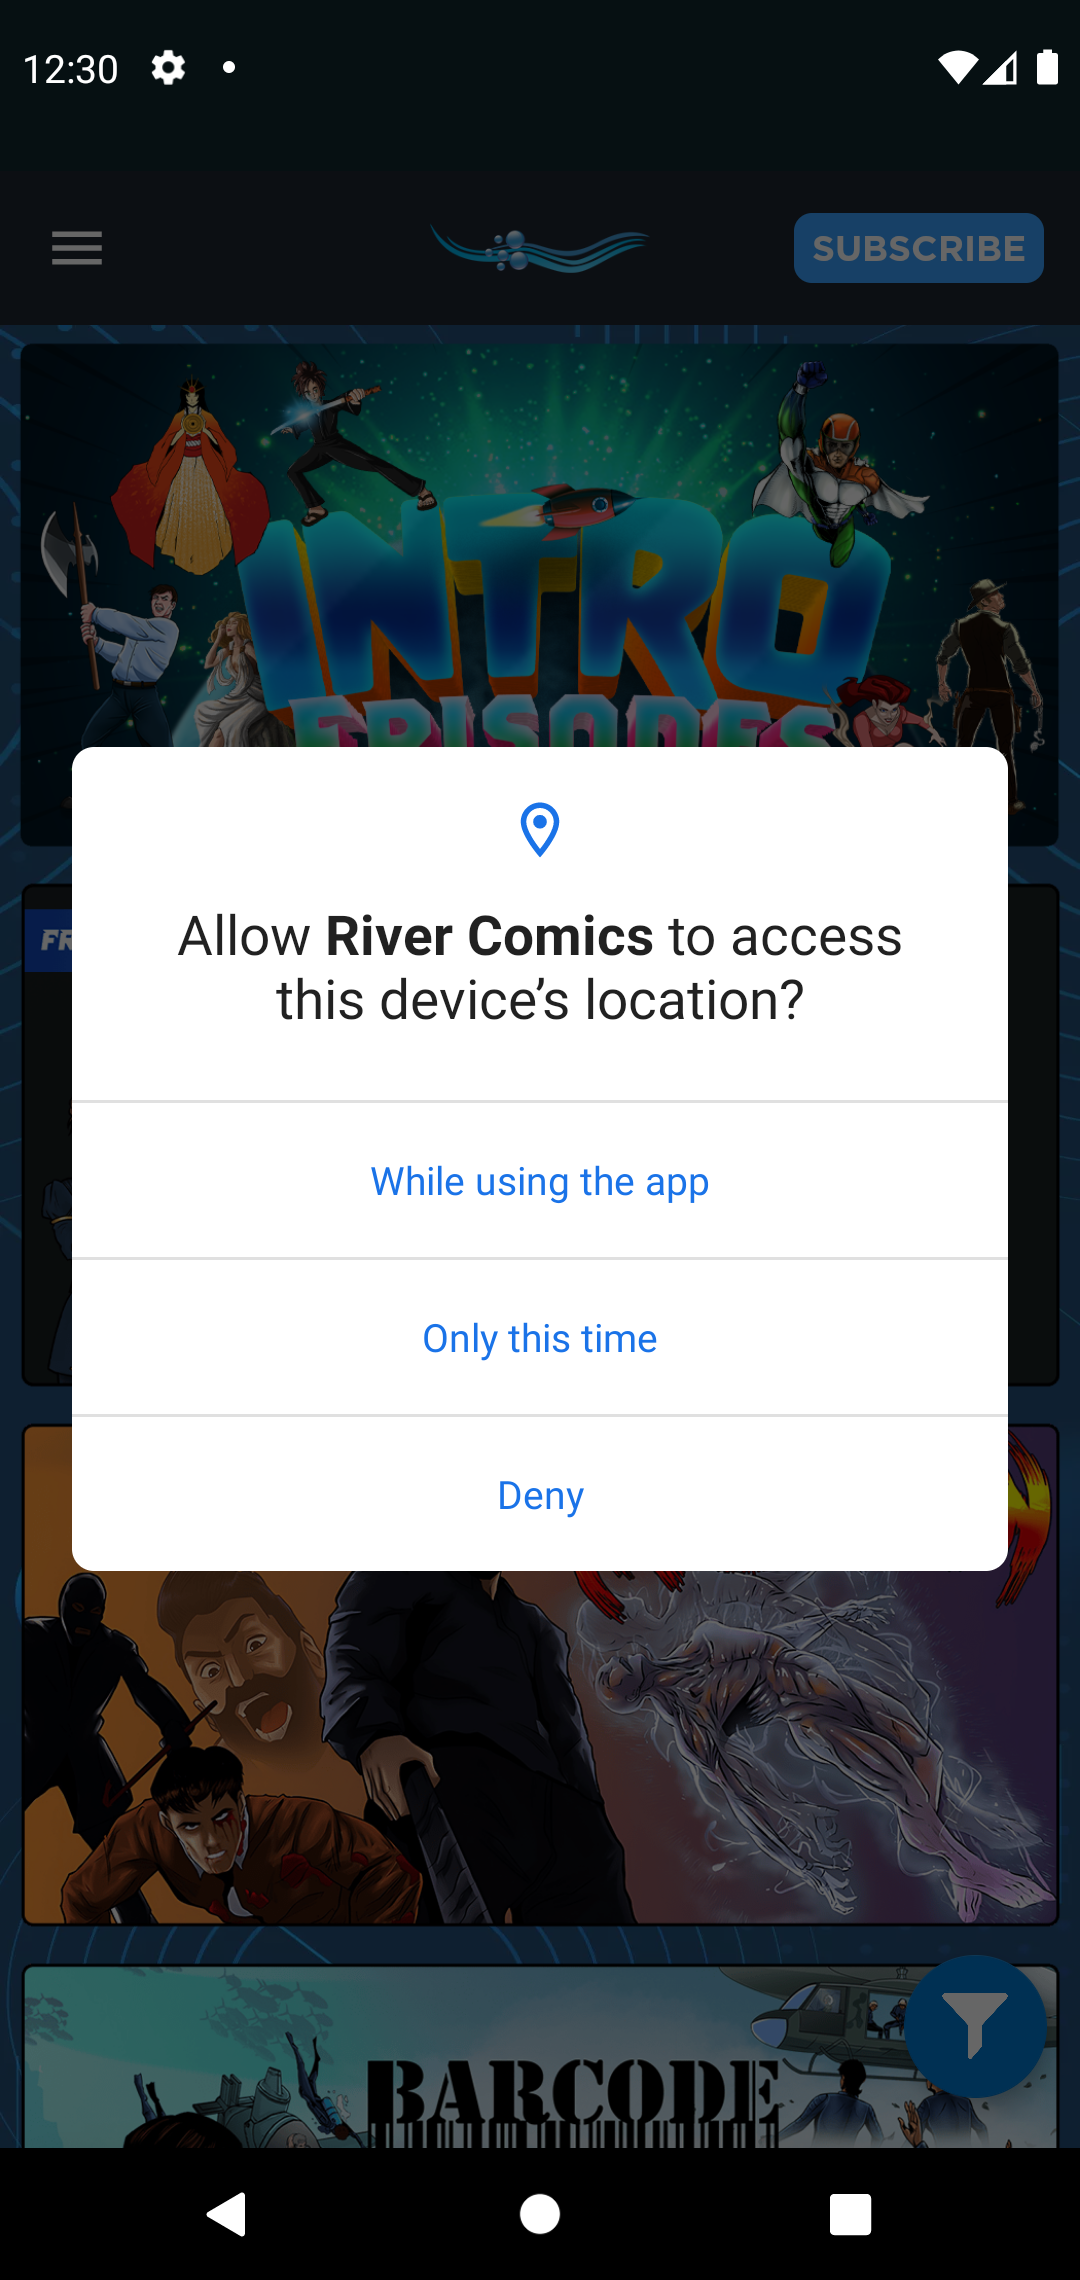 12:30
SUBSCRIBE
INTRO
EPISODES
FR
Allow River Comics to access
this device’s location?
While using the app
Only this time
Deny
BARCODE